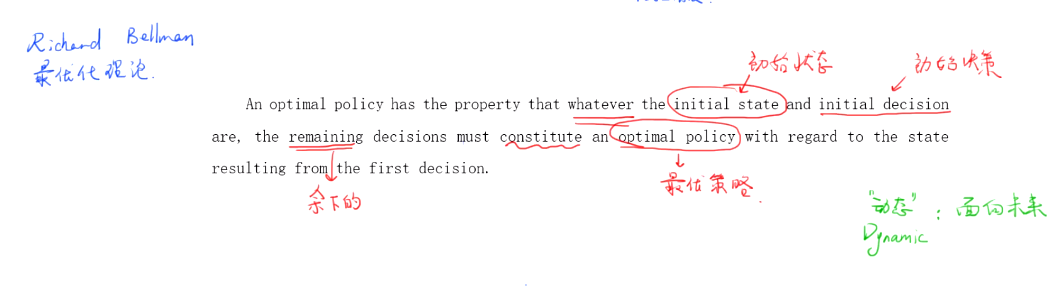 Richard Bellman
最优化理论.
初始状态
初始决策
An optimal policy has the property that whatever the initial state and initial decision
are, the remaining decisions must constitute an optimal policy with regard to the state
resulting from the first decision.
余下的
最优策略.
"动态": 面向未来
Dynamic